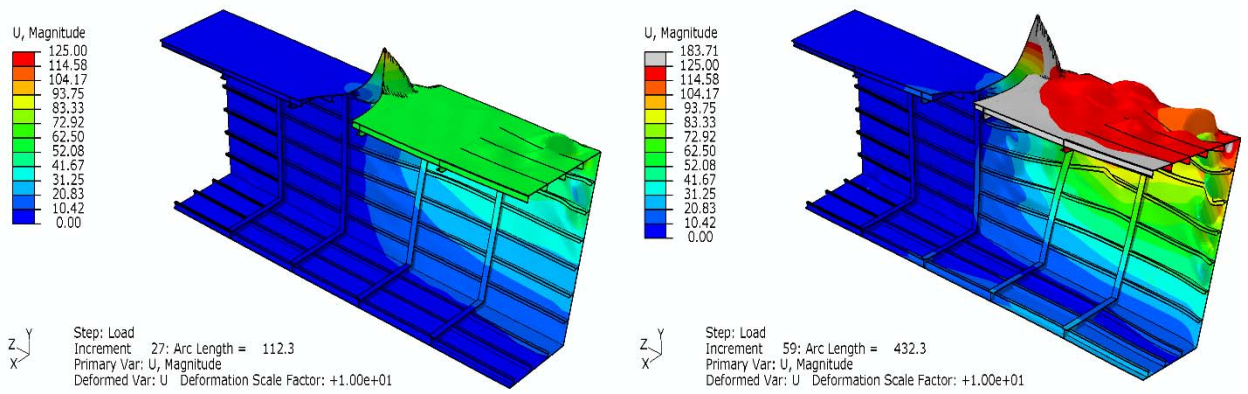 U, Magnitude
125.00
114.58
104.17
93.75
83.33
72.92
62.50
52.08
41.67
31.25
20.83
10.42
0.00
Y
Z
X
Step: Load
Increment 27: Arc Length = 112.3
Primary Var: U, Magnitude
Deformed Var: U Deformation Scale Factor: +1.00e+01
U, Magnitude
183.71
125.00
114.58
104.17
93.75
83.33
72.92
62.50
52.08
41.67
31.25
20.83
10.42
0.00
Y
Z
X
Step: Load
Increment 59: Arc Length = 432.3
Primary Var: U, Magnitude
Deformed Var: U Deformation Scale Factor: +1.00e+01